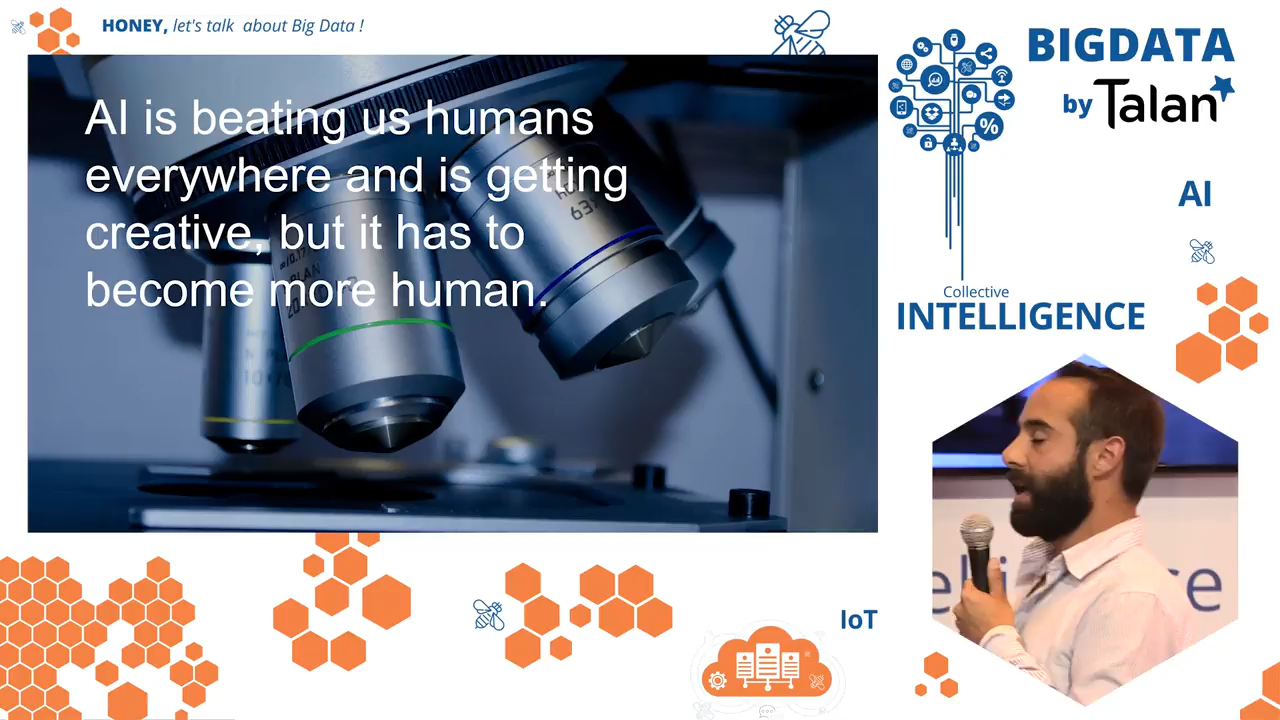 HONEY, let's talk about Big Data !
AI is beating us humans
everywhere and is getting
creative, but it has to
become more human.
BIGDATA
by Talan
%
AI
Collective
INTELLIGENCE
IoT